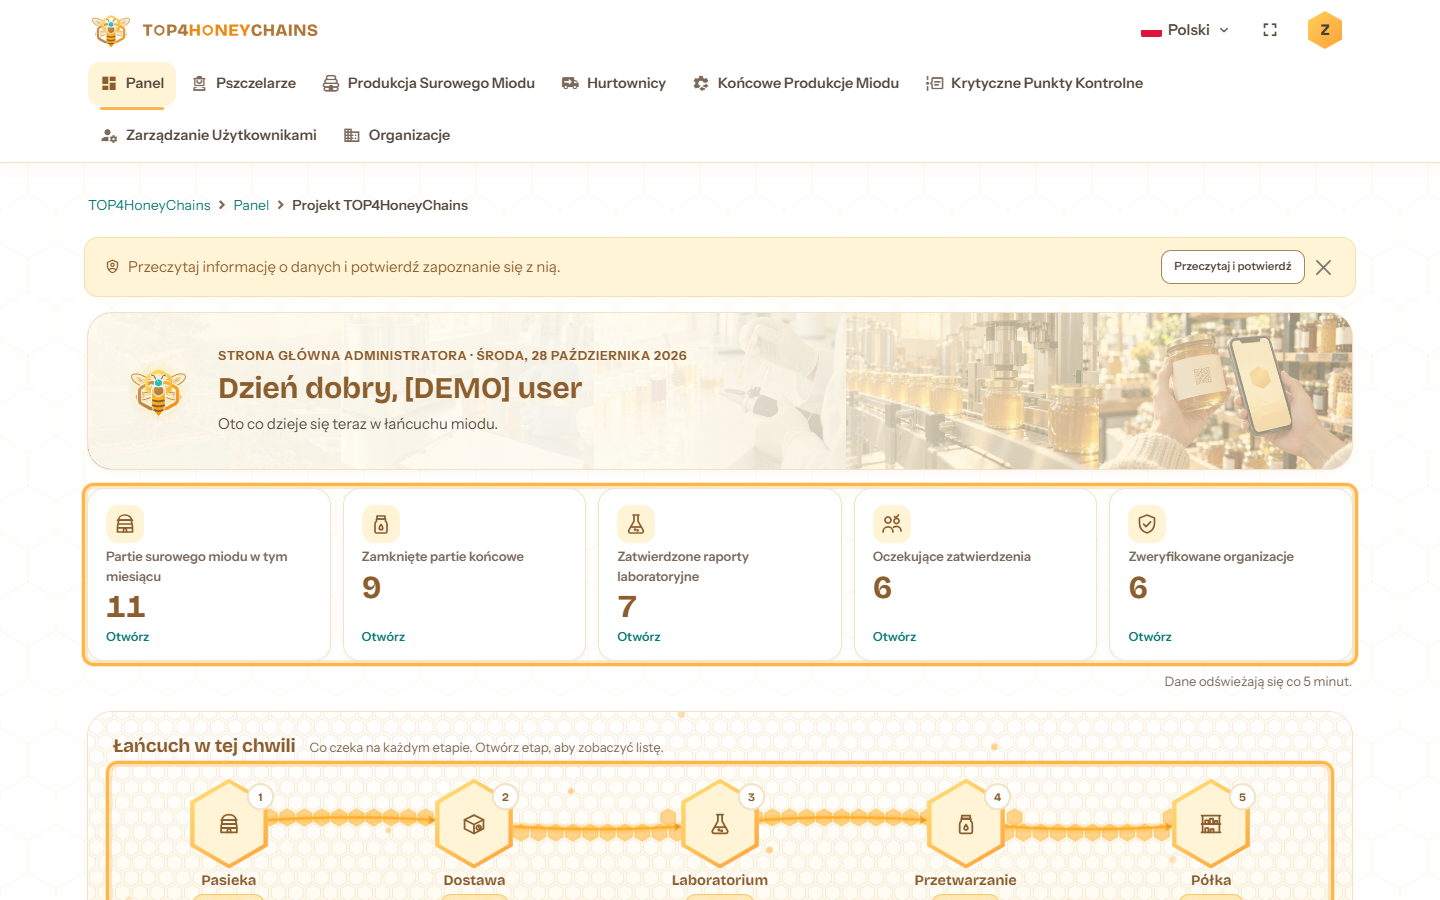 TOP4HONEYCHAINS
Polski
Z
Panel
Pszczelarze
Produkcja Surowego Miodu
Hurtownicy
Końcowe Produkcje Miodu
Krytyczne Punkty Kontrolne
Zarządzanie Użytkownikami
Organizacje
TOP4HoneyChains
Panel
Projekt TOP4HoneyChains
Przeczytaj informację o danych i potwierdź zapoznanie się z nią.
Przeczytaj i potwierdź
STRONA GŁÓWNA ADMINISTRATORA · ŚRODA, 28 PAŹDZIERNIKA 2026
Dzień dobry, [DEMO] user
Oto co dzieje się teraz w łańcuchu miodu.
Partie surowego miodu w tym
miesiącu
11
Otwórz
Zamknięte partie końcowe
9
Otwórz
Zatwierdzone raporty
laboratoryjne
7
Otwórz
Oczekujące zatwierdzenia
6
Otwórz
Zweryfikowane organizacje
6
Otwórz
Dane odświeżają się co 5 minut.
Łańcuch w tej chwili
Co czeka na każdym etapie. Otwórz etap, aby zobaczyć listę.
1
2
3
4
5
Pasieka
Dostawa
Laboratorium
Przetwarzanie
Półka